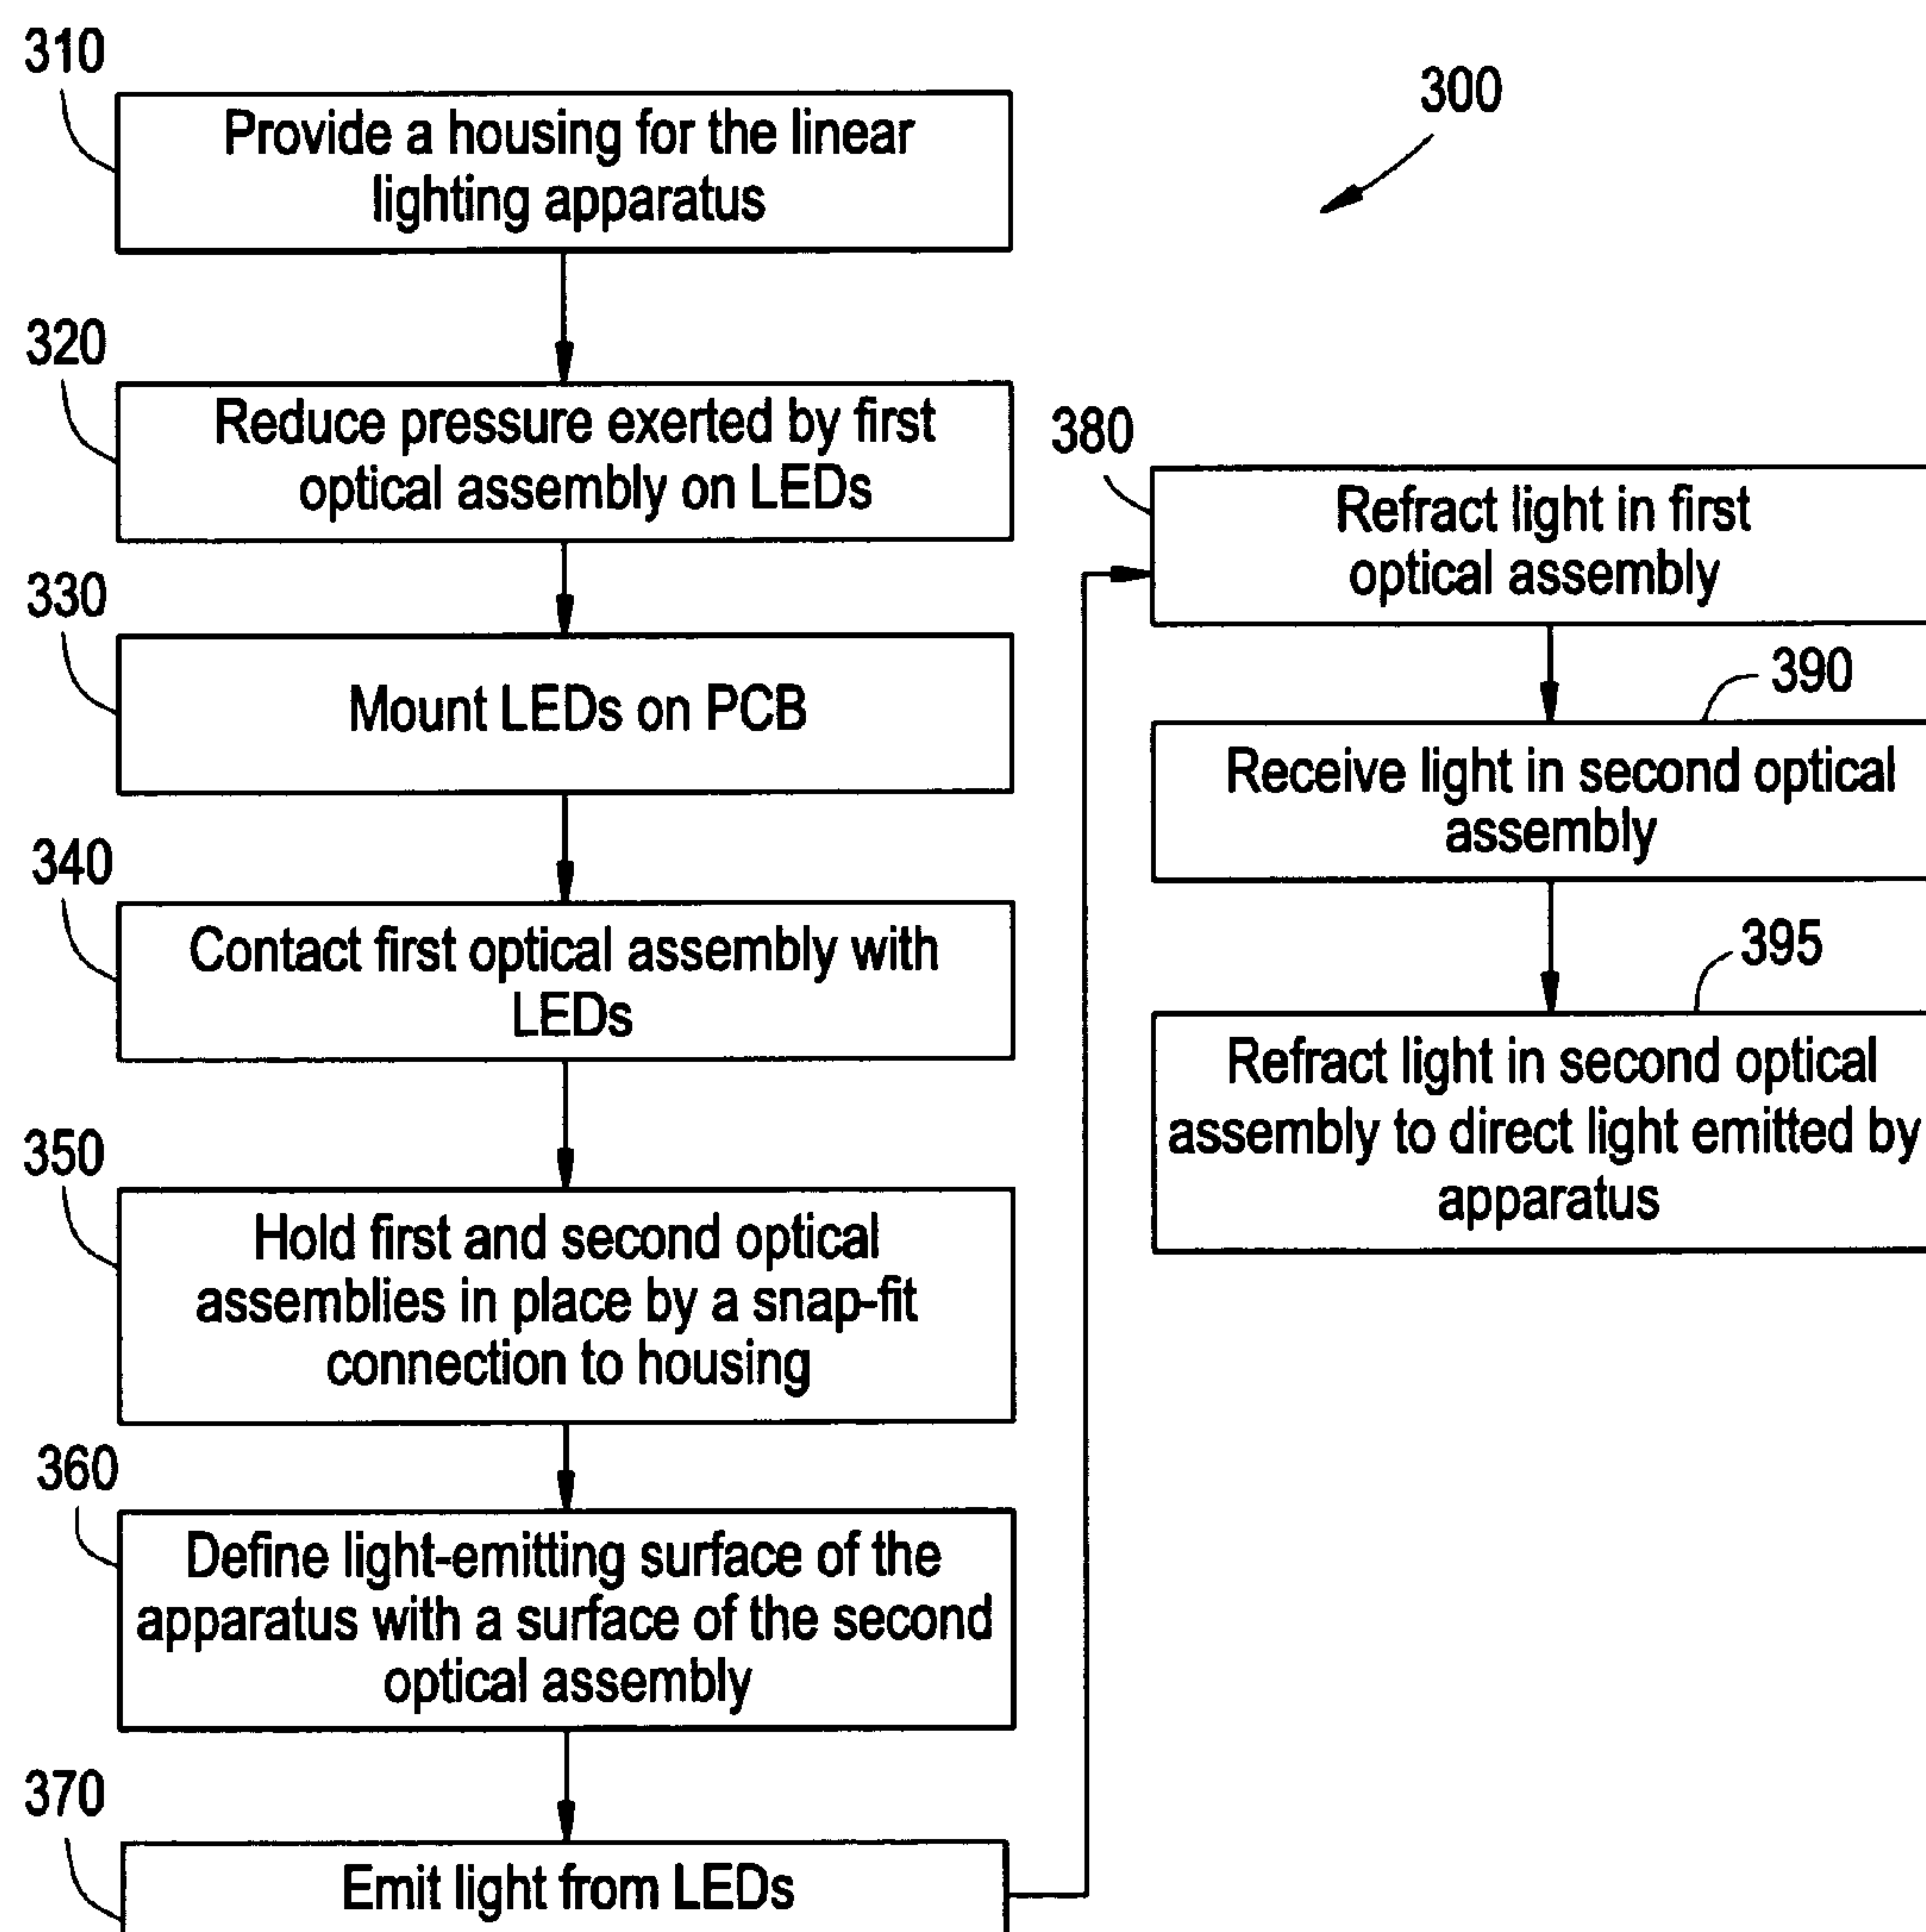 310
Provide a housing for the linear
lighting apparatus
300
320
Reduce pressure exerted by first
optical assembly on LEDs
330
Mount LEDs on PCB
340
Contact first optical assembly with
LEDs
350
Hold first and second optical
assemblies in place by a snap-fit
connection to housing
360
Define light-emitting surface of the
apparatus with a surface of the second
optical assembly
370
Emit light from LEDs
380
Refract light in first
optical assembly
390
Receive light in second optical
assembly
395
Refract light in second optical
assembly to direct light emitted by
apparatus